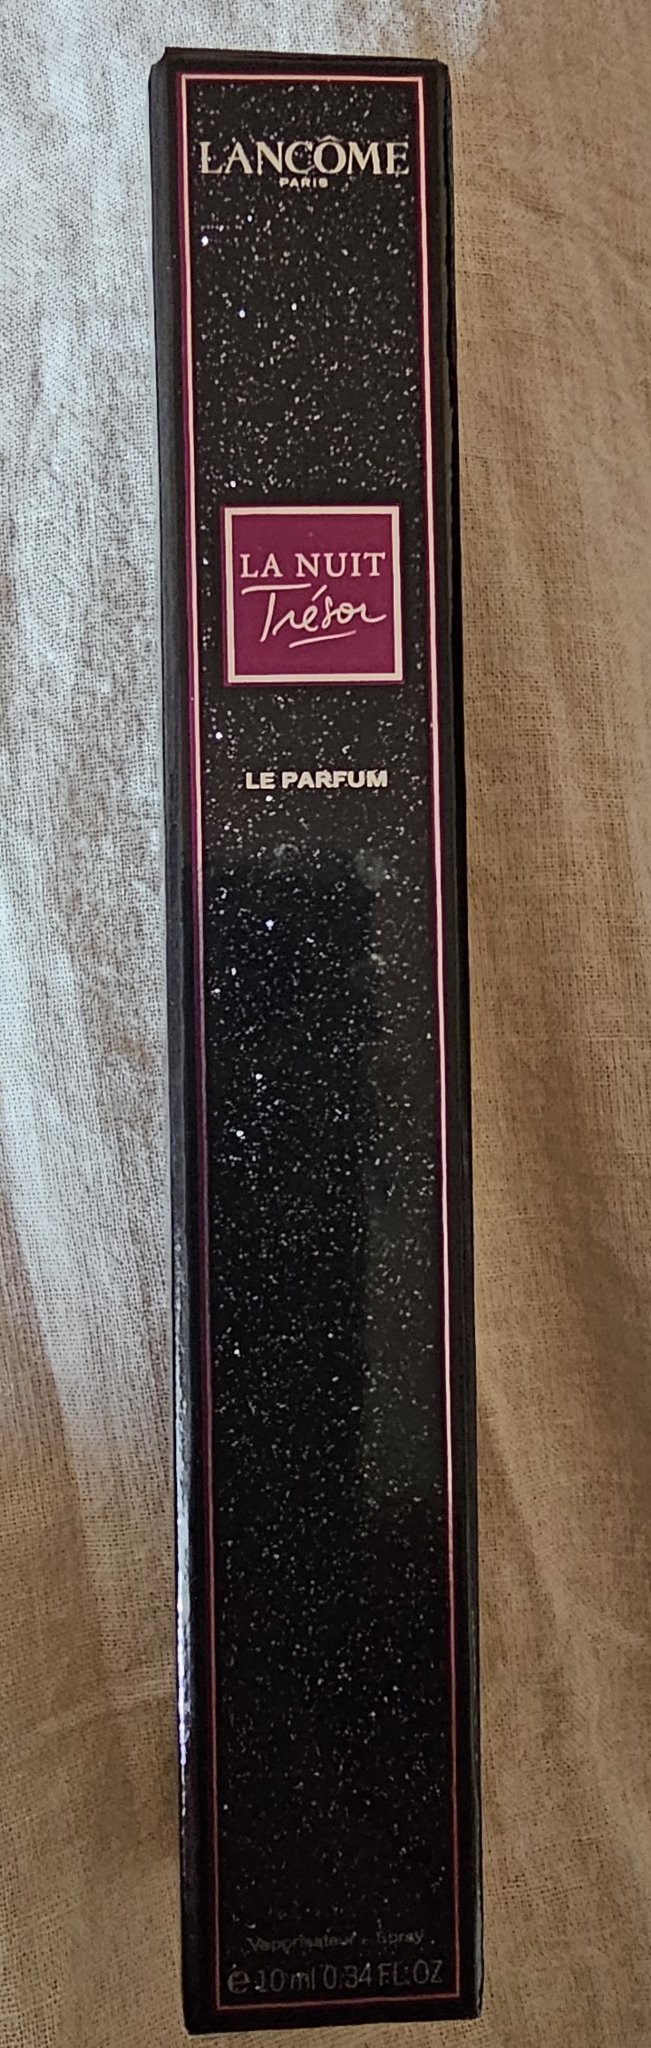 LANCÔME
PARIS
LA NUIT
Trésor
LE PARFUM
Vaporisateur - Spray
e 10 ml 0.34 FL.OZ